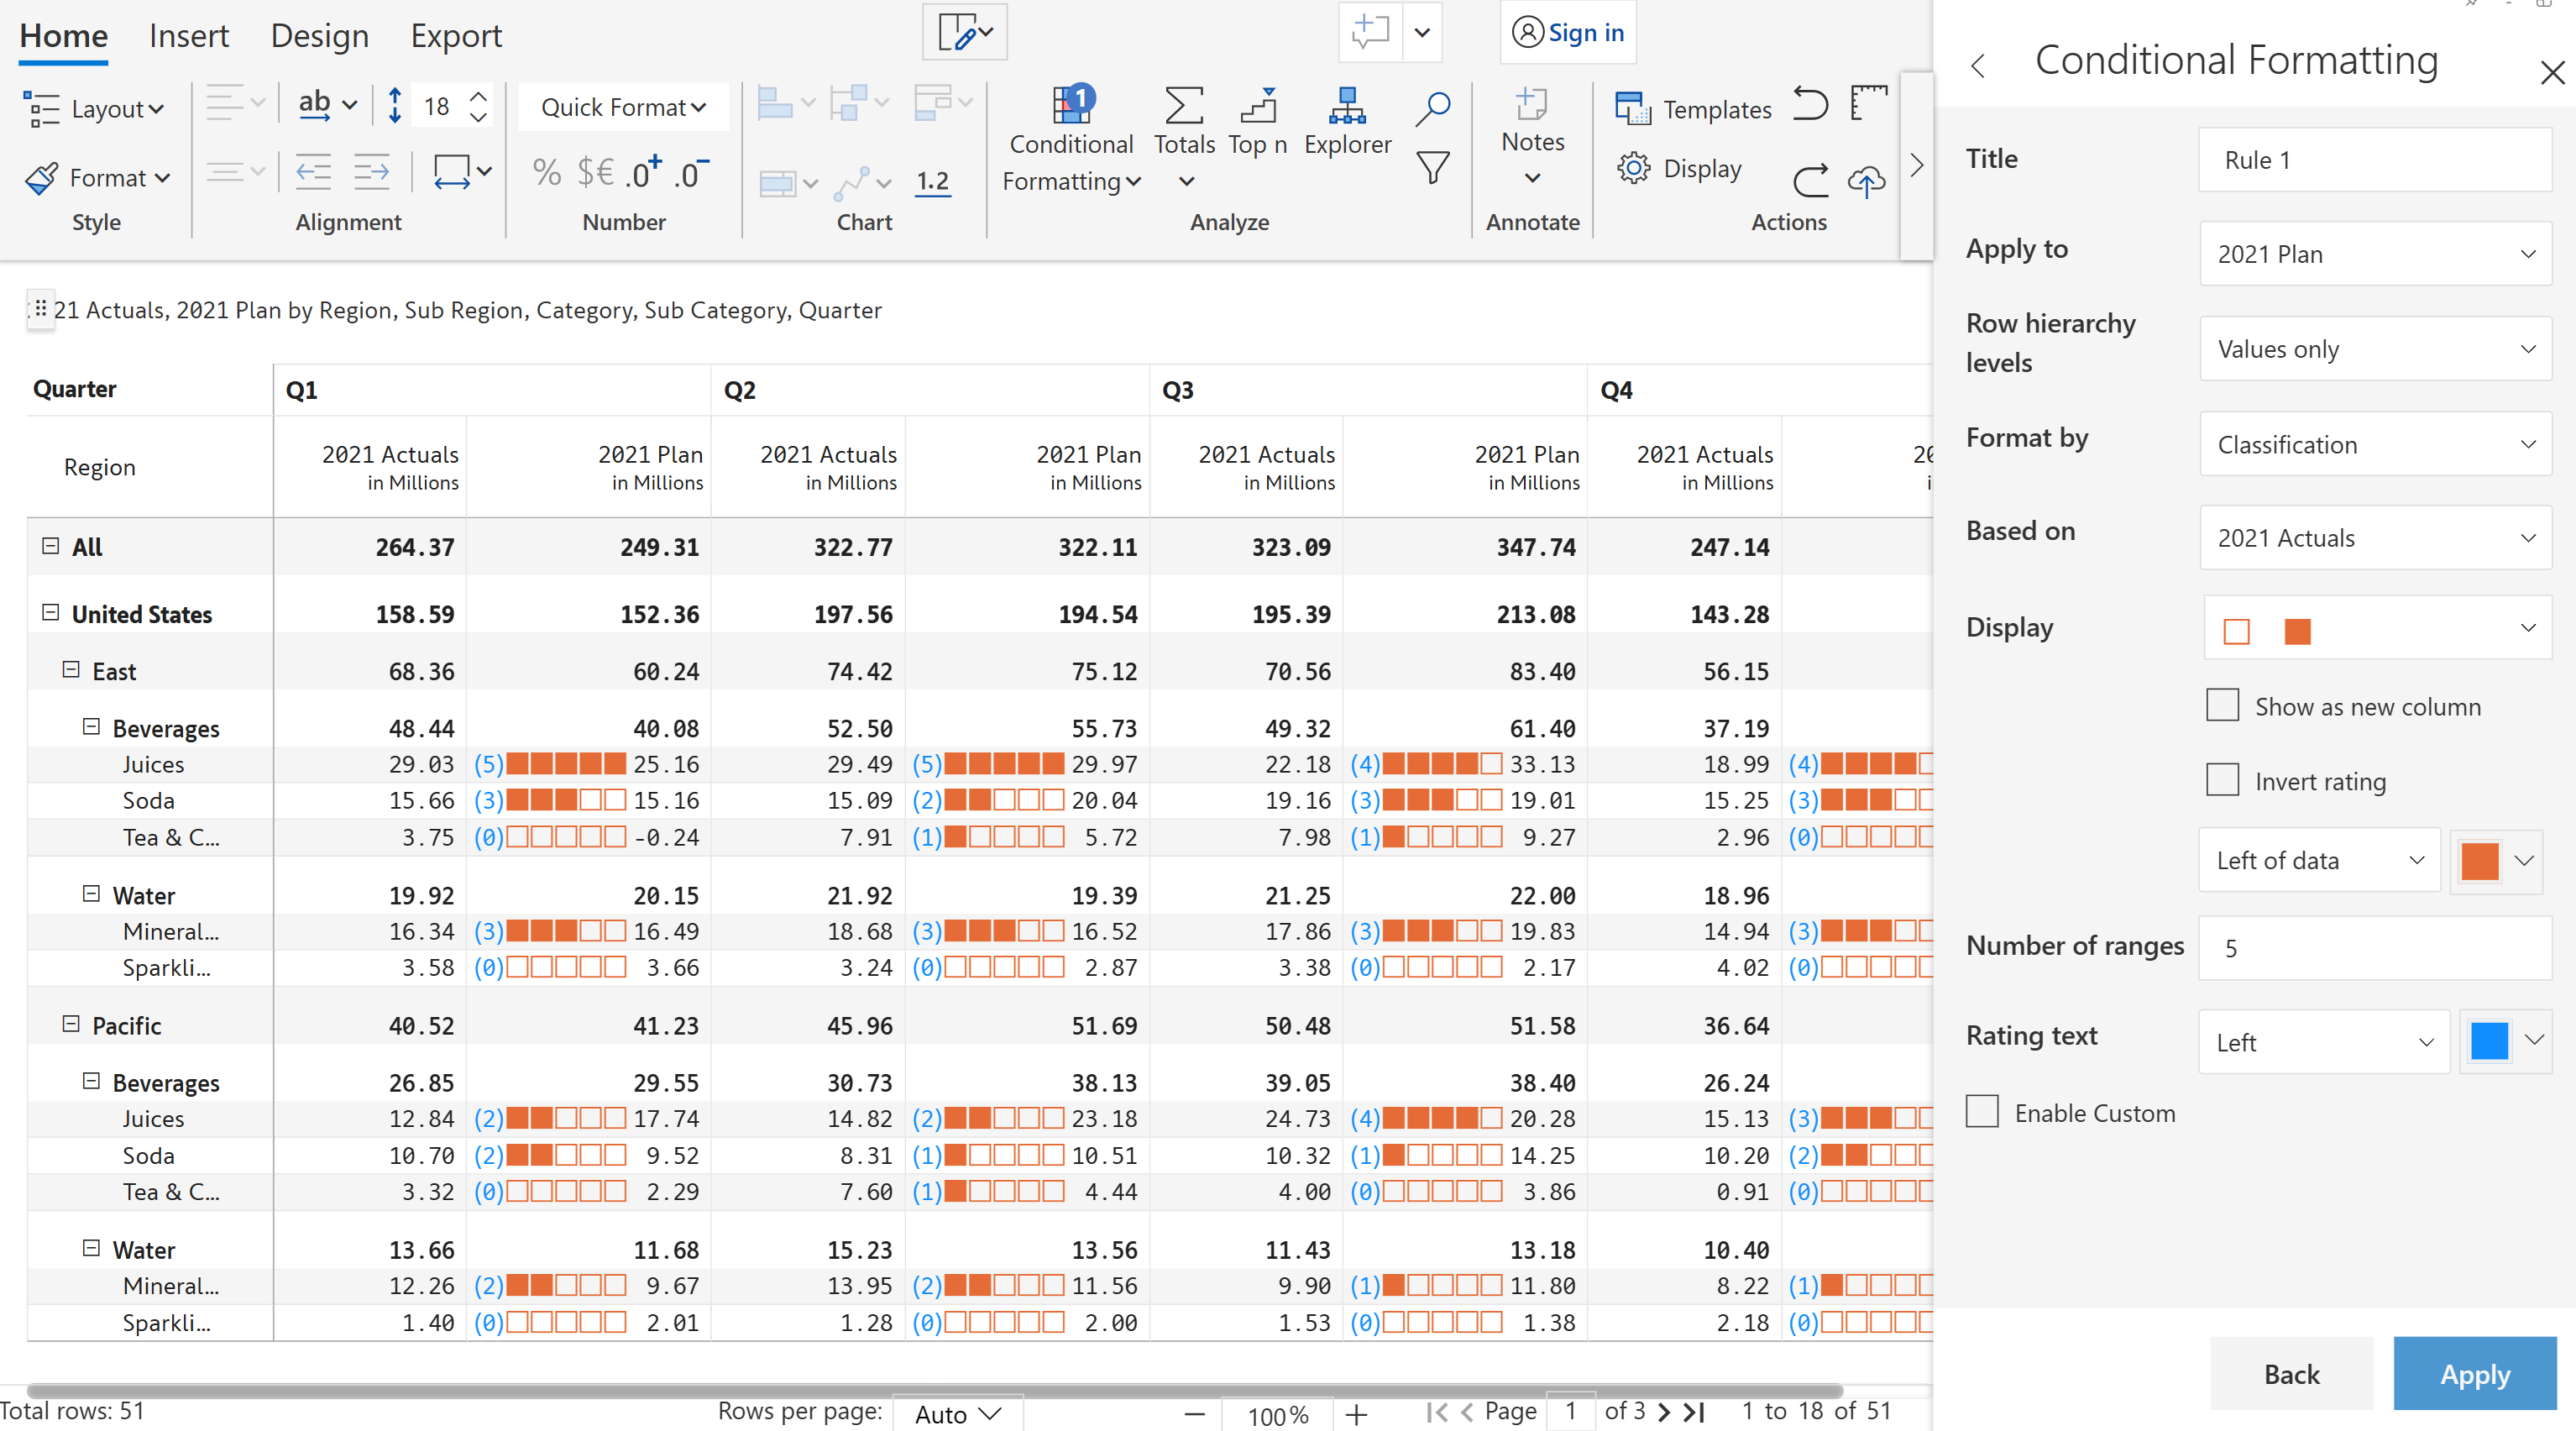 Home Insert Design Export
Sign in
Layout ab 18 Quick Format
Format % $€ .0+ .0- 1.2
Conditional Formatting 1
Totals Top n Explorer
Notes
Templates
Display
Style Alignment Number Chart Analyze Annotate Actions
21 Actuals, 2021 Plan by Region, Sub Region, Category, Sub Category, Quarter
Quarter Q1 Q2 Q3 Q4
Region 2021 Actuals 2021 Plan 2021 Actuals 2021 Plan 2021 Actuals 2021 Plan 2021 Actuals
in Millions in Millions in Millions in Millions in Millions in Millions in Millions
All 264.37 249.31 322.77 322.11 323.09 347.74 247.14
United States 158.59 152.36 197.56 194.54 195.39 213.08 143.28
East 68.36 60.24 74.42 75.12 70.56 83.40 56.15
Beverages 48.44 40.08 52.50 55.73 49.32 61.40 37.19
Juices 29.03 (5) 25.16 29.49 (5) 29.97 22.18 (4) 33.13 18.99 (4)
Soda 15.66 (3) 15.16 15.09 (2) 20.04 19.16 (3) 19.01 15.25 (3)
Tea & C... 3.75 (0) -0.24 7.91 (1) 5.72 7.98 (1) 9.27 2.96 (0)
Water 19.92 20.15 21.92 19.39 21.25 22.00 18.96
Mineral... 16.34 (3) 16.49 18.68 (3) 16.52 17.86 (3) 19.83 14.94 (3)
Sparkli... 3.58 (0) 3.66 3.24 (0) 2.87 3.38 (0) 2.17 4.02 (0)
Pacific 40.52 41.23 45.96 51.69 50.48 51.58 36.64
Beverages 26.85 29.55 30.73 38.13 39.05 38.40 26.24
Juices 12.84 (2) 17.74 14.82 (2) 23.18 24.73 (4) 20.28 15.13 (3)
Soda 10.70 (2) 9.52 8.31 (1) 10.51 10.32 (1) 14.25 10.20 (2)
Tea & C... 3.32 (0) 2.29 7.60 (1) 4.44 4.00 (0) 3.86 0.91 (0)
Water 13.66 11.68 15.23 13.56 11.43 13.18 10.40
Mineral... 12.26 (2) 9.67 13.95 (2) 11.56 9.90 (1) 11.80 8.22 (1)
Sparkli... 1.40 (0) 2.01 1.28 (0) 2.00 1.53 (0) 1.38 2.18 (0)
Total rows: 51 Rows per page: Auto 100% Page 1 of 3 1 to 18 of 51
Conditional Formatting
Title Rule 1
Apply to 2021 Plan
Row hierarchy levels Values only
Format by Classification
Based on 2021 Actuals
Display
Show as new column
Invert rating
Left of data
Number of ranges 5
Rating text Left
Enable Custom
Back Apply